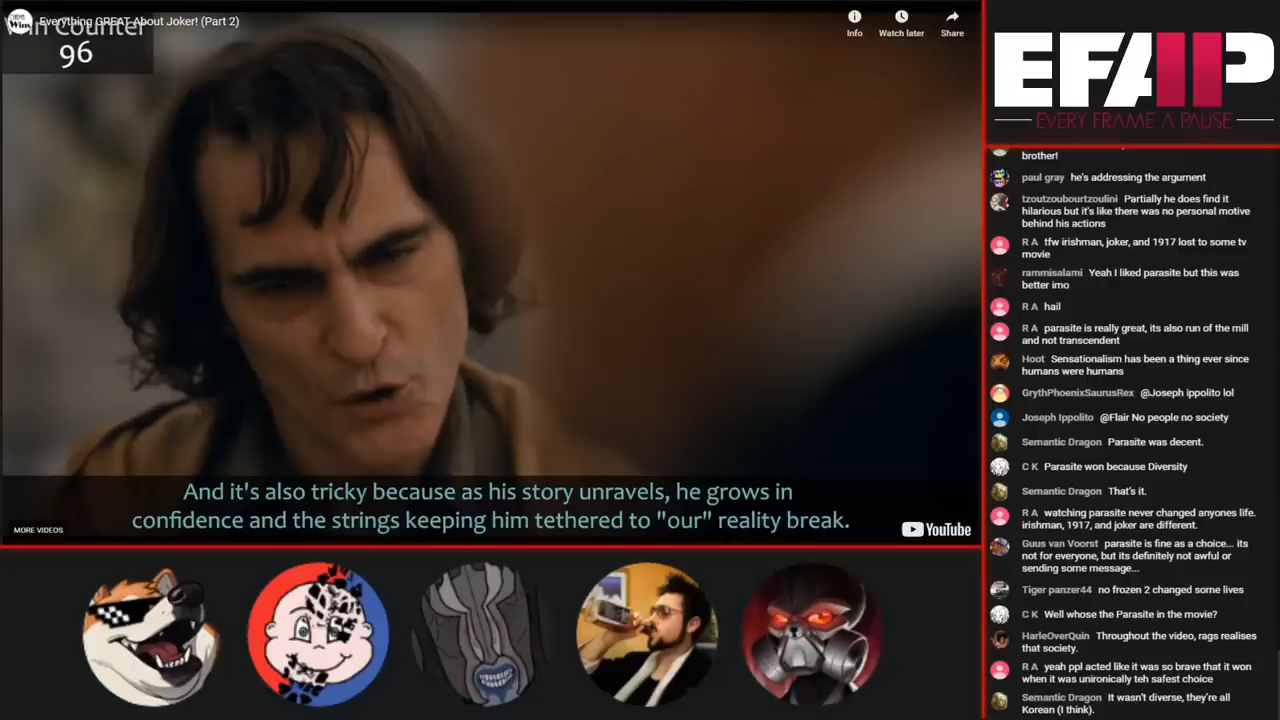 Everything GREAT About Joker! (Part 2)
Win Counter
96
Info
Watch later
Share
And it's also tricky because as his story unravels, he grows in
confidence and the strings keeping him tethered to "our" reality break.
MORE VIDEOS
YouTube
EFAP
EVERY FRAME A PAUSE
brother!
paul gray he's addressing the argument
tzoutzoubourtzoulini Partially he does find it
hilarious but it's like there was no personal motive
behind his actions
R A tfw irishman, joker, and 1917 lost to some tv
movie
rammisalami Yeah I liked parasite but this was
better imo
R A hail
R A parasite is really great, its also run of the mill
and not transcendent
Hoot Sensationalism has been a thing ever since
humans were humans
GrythPhoenixSaurusRex @Joseph ippolito lol
Joseph Ippolito @Flair No people no society
Semantic Dragon Parasite was decent.
C K Parasite won because Diversity
Semantic Dragon That's it.
R A watching parasite never changed anyones life.
irishman, 1917, and joker are different.
Guus van Voorst parasite is fine as a choice... its
not for everyone, but its definitely not awful or
sending some message...
Tiger panzer44 no frozen 2 changed some lives
C K Well whose the Parasite in the movie?
HarleOverQuin Throughout the video, rags realises
that society.
R A yeah ppl acted like it was so brave that it won
when it was unironically teh safest choice
Semantic Dragon It wasn't diverse, they're all
Korean (I think).